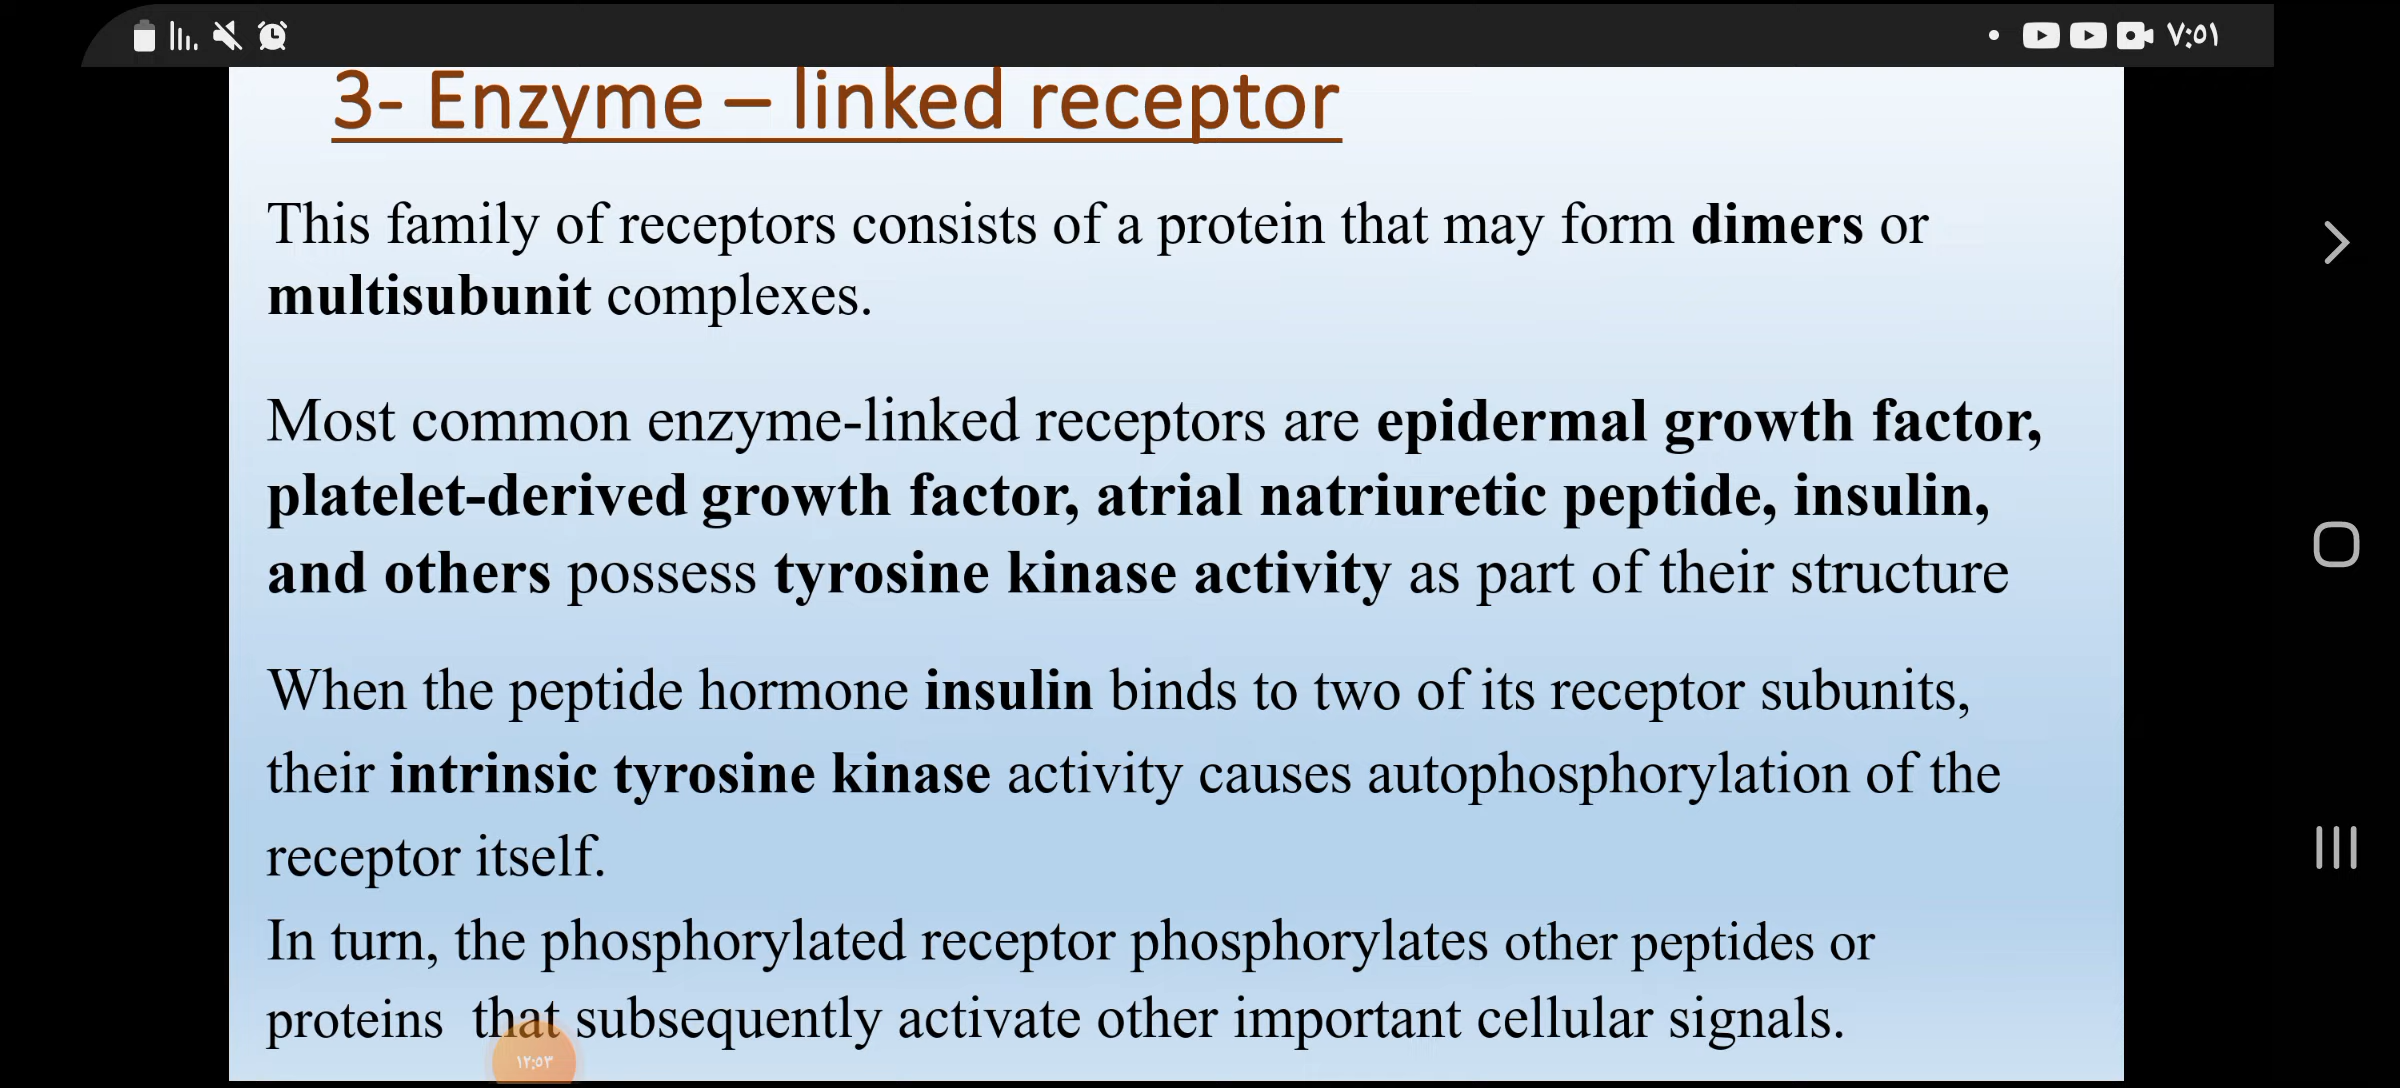 ٧:٥١
3- Enzyme – linked receptor
This family of receptors consists of a protein that may form dimers or
multisubunit complexes.
Most common enzyme-linked receptors are epidermal growth factor,
platelet-derived growth factor, atrial natriuretic peptide, insulin,
and others possess tyrosine kinase activity as part of their structure
When the peptide hormone insulin binds to two of its receptor subunits,
their intrinsic tyrosine kinase activity causes autophosphorylation of the
receptor itself.
In turn, the phosphorylated receptor phosphorylates other peptides or
proteins that subsequently activate other important cellular signals.
١٢:٥٣